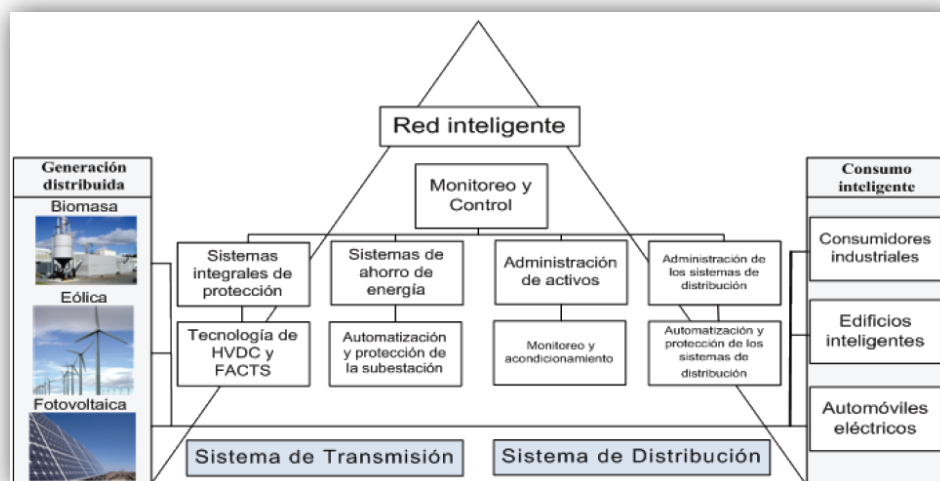 Red inteligente
Generación
distribuida
Biomasa
Eólica
Fotovoltaica
Monitoreo y
Control
Sistemas
integrales de
protección
Sistemas de
ahorro de
energía
Administración
de activos
Administración de
los sistemas de
distribución
Tecnología de
HVDC y
FACTS
Automatización
y protección de
la subestación
Monitoreo y
acondicionamiento
Automatización y
protección de los
sistemas de
distribución
Sistema de Transmisión
Sistema de Distribución
Consumo
inteligente
Consumidores
industriales
Edificios
inteligentes
Automóviles
eléctricos